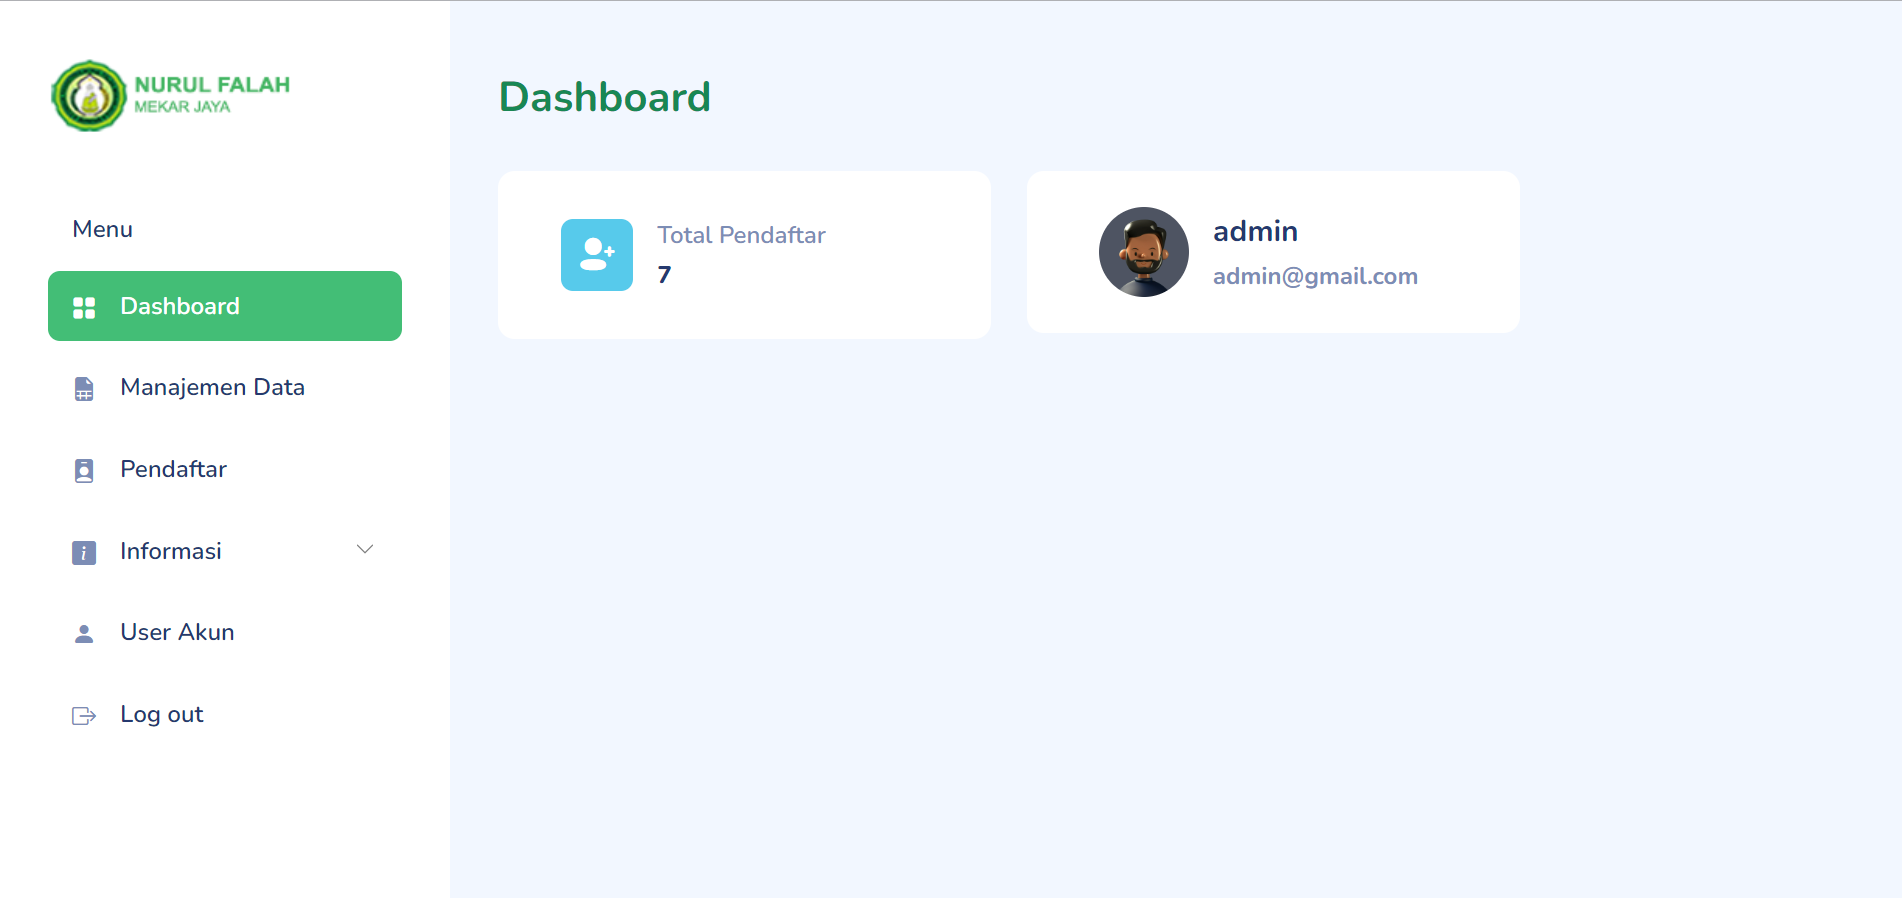 NURUL FALAH
MEKAR JAYA
Menu
Dashboard
Manajemen Data
Pendaftar
Informasi
User Akun
Log out
Dashboard
Total Pendaftar
7
admin
admin@gmail.com